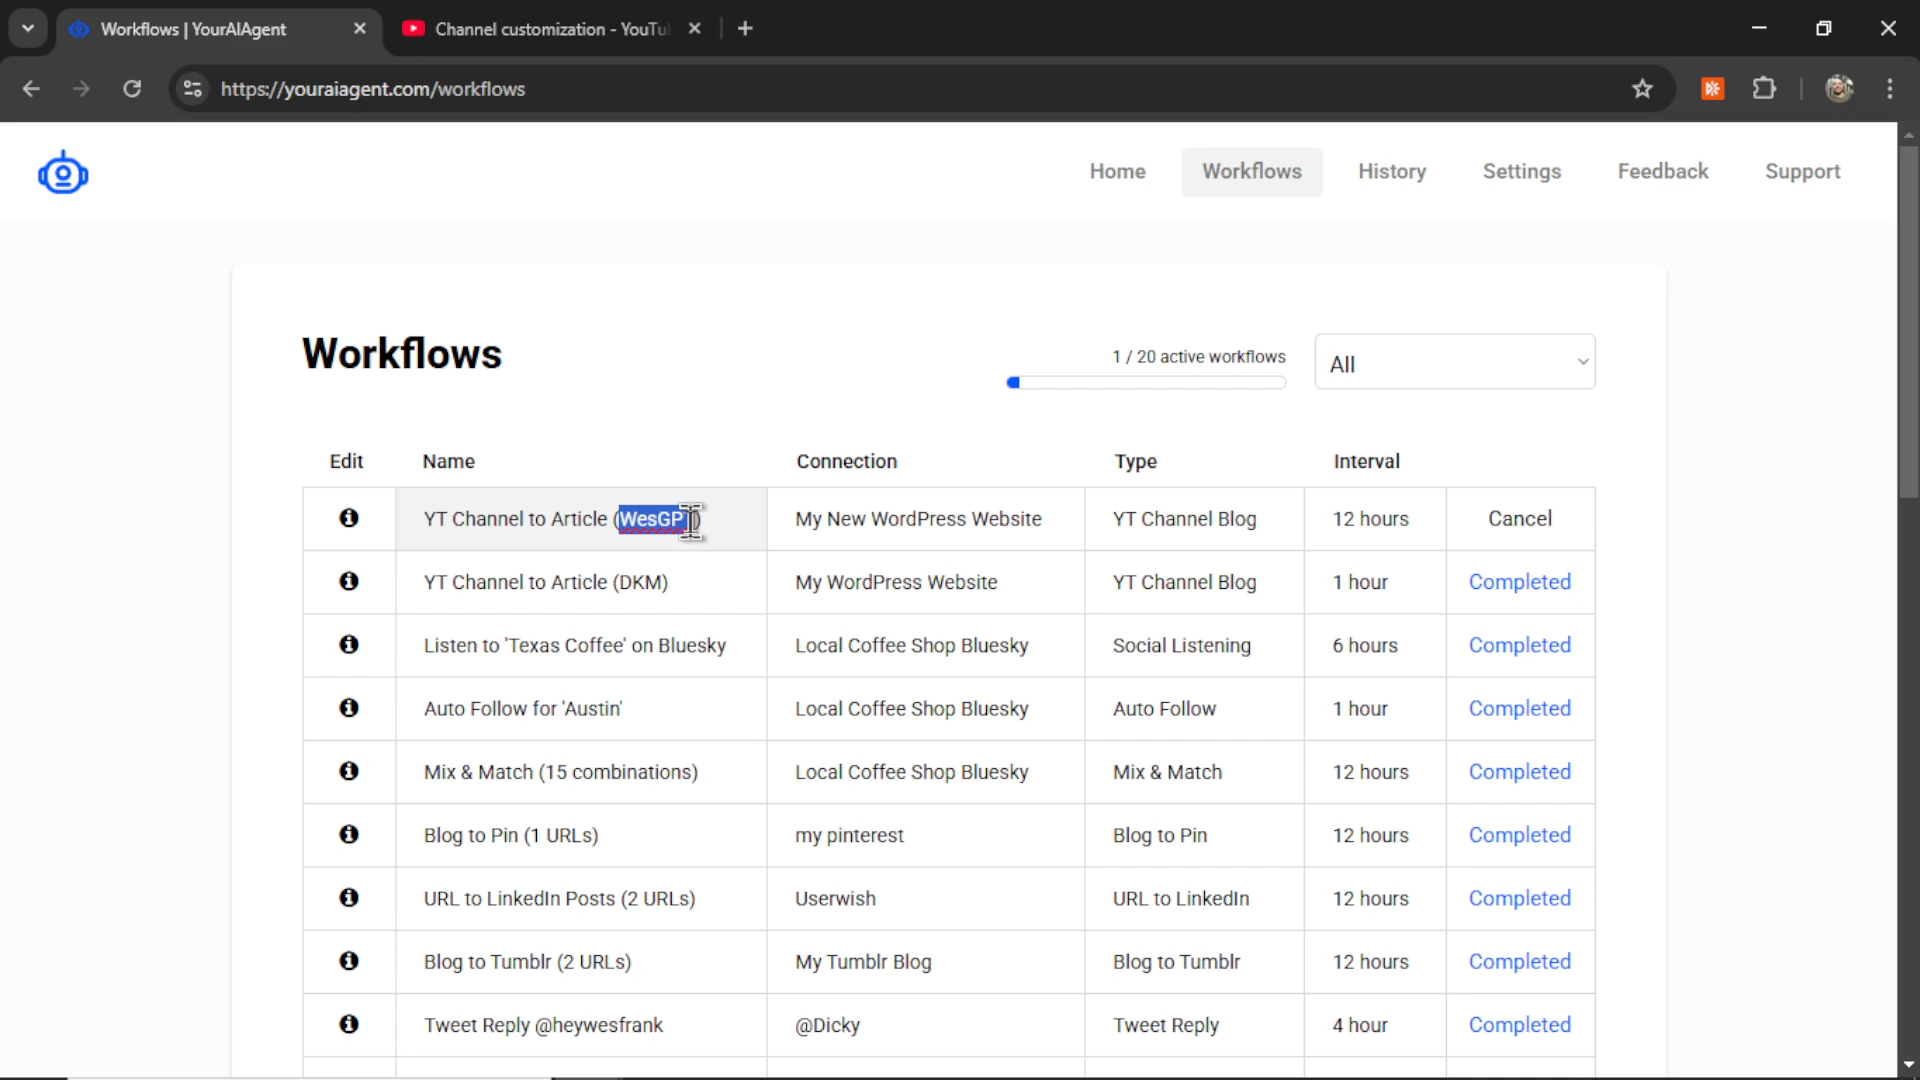 Workflows | YourAIAgent
Channel customization - YouTu
https://youraiagent.com/workflows
Home
Workflows
History
Settings
Feedback
Support
Workflows
1 / 20 active workflows
All
Edit
Name
Connection
Type
Interval
YT Channel to Article (WesGPT)
My New WordPress Website
YT Channel Blog
12 hours
Cancel
YT Channel to Article (DKM)
My WordPress Website
YT Channel Blog
1 hour
Completed
Listen to 'Texas Coffee' on Bluesky
Local Coffee Shop Bluesky
Social Listening
6 hours
Completed
Auto Follow for 'Austin'
Local Coffee Shop Bluesky
Auto Follow
1 hour
Completed
Mix & Match (15 combinations)
Local Coffee Shop Bluesky
Mix & Match
12 hours
Completed
Blog to Pin (1 URLs)
my pinterest
Blog to Pin
12 hours
Completed
URL to LinkedIn Posts (2 URLs)
Userwish
URL to LinkedIn
12 hours
Completed
Blog to Tumblr (2 URLs)
My Tumblr Blog
Blog to Tumblr
12 hours
Completed
Tweet Reply @heywesfrank
@Dicky
Tweet Reply
4 hour
Completed